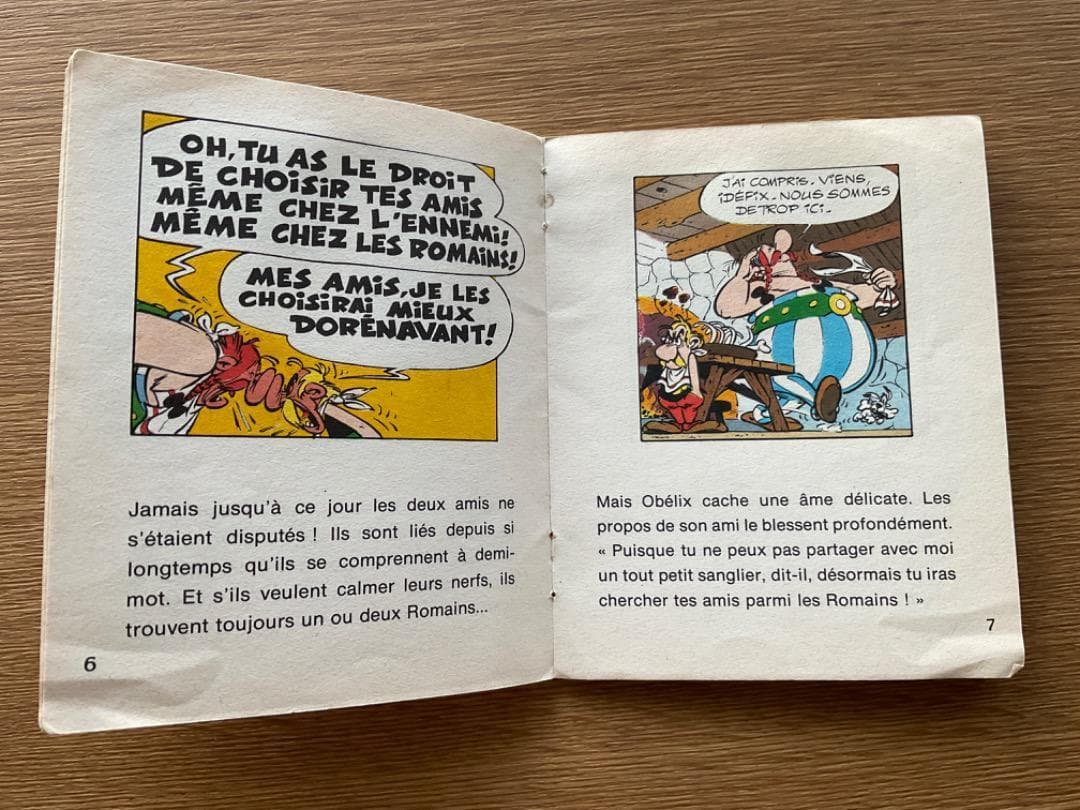 OH, TU AS LE DROIT
DE CHOISIR TES AMIS
MÊME CHEZ L'ENNEMI!
MÊME CHEZ LES ROMAINS!
MES AMIS, JE LES
CHOISIRAI MIEUX
DORÉNAVANT!
Jamais jusqu'à ce jour les deux amis ne
s'étaient disputés ! Ils sont liés depuis si
longtemps qu'ils se comprennent à demi-
mot. Et s'ils veulent calmer leurs nerfs, ils
trouvent toujours un ou deux Romains...
6
J'AI COMPRIS. VIENS,
IDÉFIX. NOUS SOMMES
DE TROP ICI.
Mais Obélix cache une âme délicate. Les
propos de son ami le blessent profondément.
« Puisque tu ne peux pas partager avec moi
un tout petit sanglier, dit-il, désormais tu iras
chercher tes amis parmi les Romains ! »
7